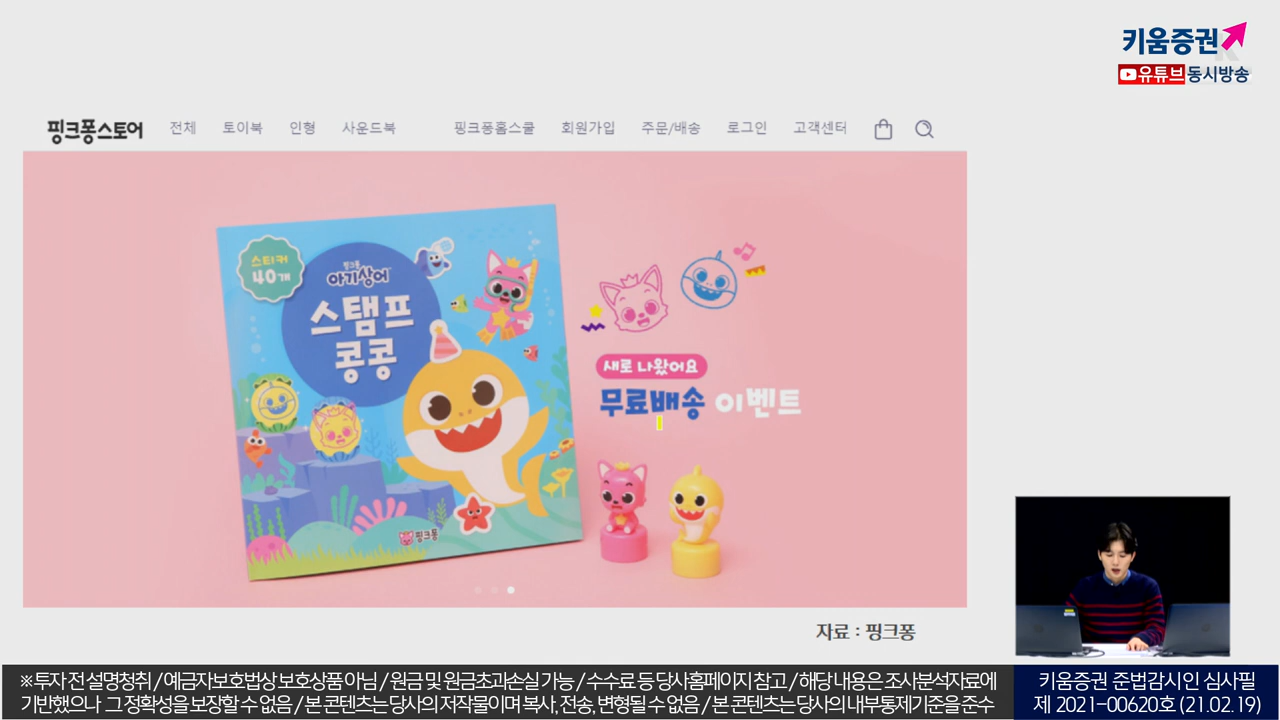 키움증권
유튜브 동시방송
핑크퐁스토어 전체 토이북 인형 사운드북 핑크퐁홈스쿨 회원가입 주문/배송 로그인 고객센터
스티커
40개
핑크퐁
아기상어
스탬프
콩콩
핑크퐁
새로 나왔어요
무료배송 이벤트
자료 : 핑크퐁
※ 투자 전 설명청취 / 예금자보호법상 보호상품 아님 / 원금 및 원금초과손실 가능 / 수수료 등 당사홈페이지 참고 / 해당 내용은 조사분석자료에
기반했으나 그 정확성을 보장할 수 없음 / 본 콘텐츠는 당사의 저작물이며 복사, 전송, 변형될 수 없음 / 본 콘텐츠는 당사의 내부통제기준을 준수
키움증권 준법감시인 심사필
제 2021-00620호 (21.02.19)